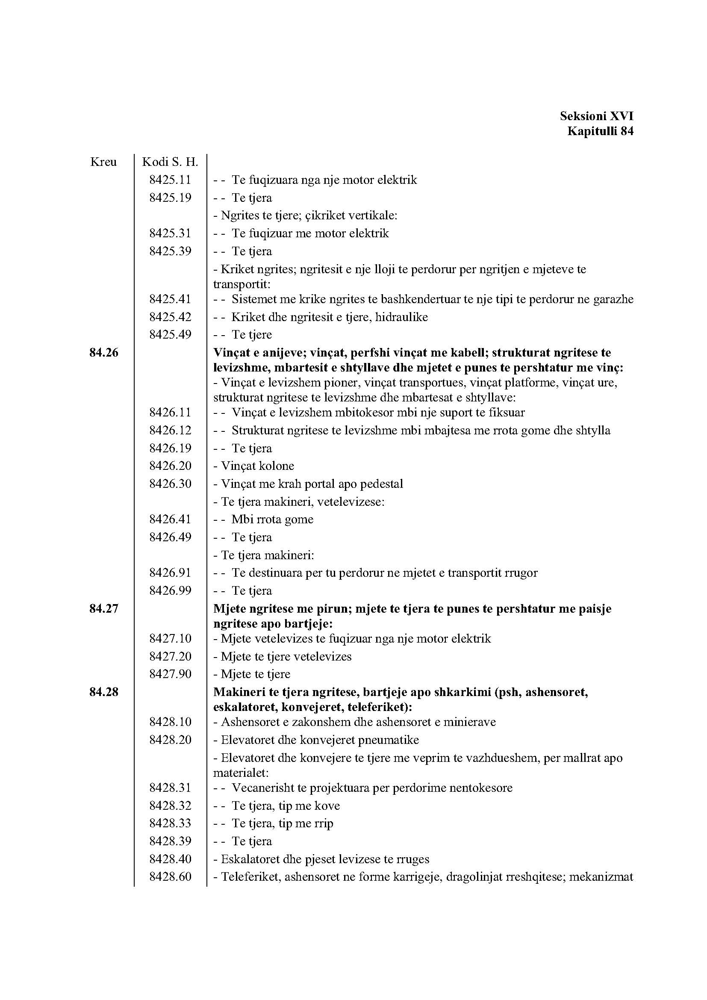 Seksioni XVI
Kapitulli 84
Kreu Kodi S. H.
8425.11 - - Te fuqizuara nga nje motor elektrik
8425.19 - - Te tjera
- Ngrites te tjere; çikriket vertikale:
8425.31 - - Te fuqizuar me motor elektrik
8425.39 - - Te tjera
- Kriket ngrites; ngritesit e nje lloji te perdorur per ngritjen e mjeteve te
transportit:
8425.41 - - Sistemet me krike ngrites te bashkendertuar te nje tipi te perdorur ne garazhe
8425.42 - - Kriket dhe ngritesit e tjere, hidraulike
8425.49 - - Te tjere
84.26 Vinçat e anijeve; vinçat, perfshi vinçat me kabell; strukturat ngritese te
levizshme, mbartesit e shtyllave dhe mjetet e punes te pershtatur me vinç:
- Vinçat e levizshem pioner, vinçat transportues, vinçat platforme, vinçat ure,
strukturat ngritese te levizshme dhe mbartesat e shtyllave:
8426.11 - - Vinçat e levizshem mbitokesor mbi nje suport te fiksuar
8426.12 - - Strukturat ngritese te levizshme mbi mbajtesa me rrota gome dhe shtylla
8426.19 - - Te tjera
8426.20 - Vinçat kolone
8426.30 - Vinçat me krah portal apo pedestal
- Te tjera makineri, vetelevizese:
8426.41 - - Mbi rrota gome
8426.49 - - Te tjera
- Te tjera makineri:
8426.91 - - Te destinuara per tu perdorur ne mjetet e transportit rrugor
8426.99 - - Te tjera
84.27 Mjete ngritese me pirun; mjete te tjera te punes te pershtatur me paisje
ngritese apo bartjeje:
8427.10 - Mjete vetelevizes te fuqizuar nga nje motor elektrik
8427.20 - Mjete te tjere vetelevizes
8427.90 - Mjete te tjere
84.28 Makineri te tjera ngritese, bartjeje apo shkarkimi (psh, ashensoret,
eskalatoret, konvejeret, teleferiket):
8428.10 - Ashensoret e zakonshem dhe ashensoret e minierave
8428.20 - Elevatoret dhe konvejeret pneumatike
- Elevatoret dhe konvejere te tjere me veprim te vazhdueshem, per mallrat apo
materialet:
8428.31 - - Vecanerisht te projektuara per perdorime nentokesore
8428.32 - - Te tjera, tip me kove
8428.33 - - Te tjera, tip me rrip
8428.39 - - Te tjera
8428.40 - Eskalatoret dhe pjeset levizese te rruges
8428.60 - Teleferiket, ashensoret ne forme karrigeje, dragolinjat rreshqitese; mekanizmat